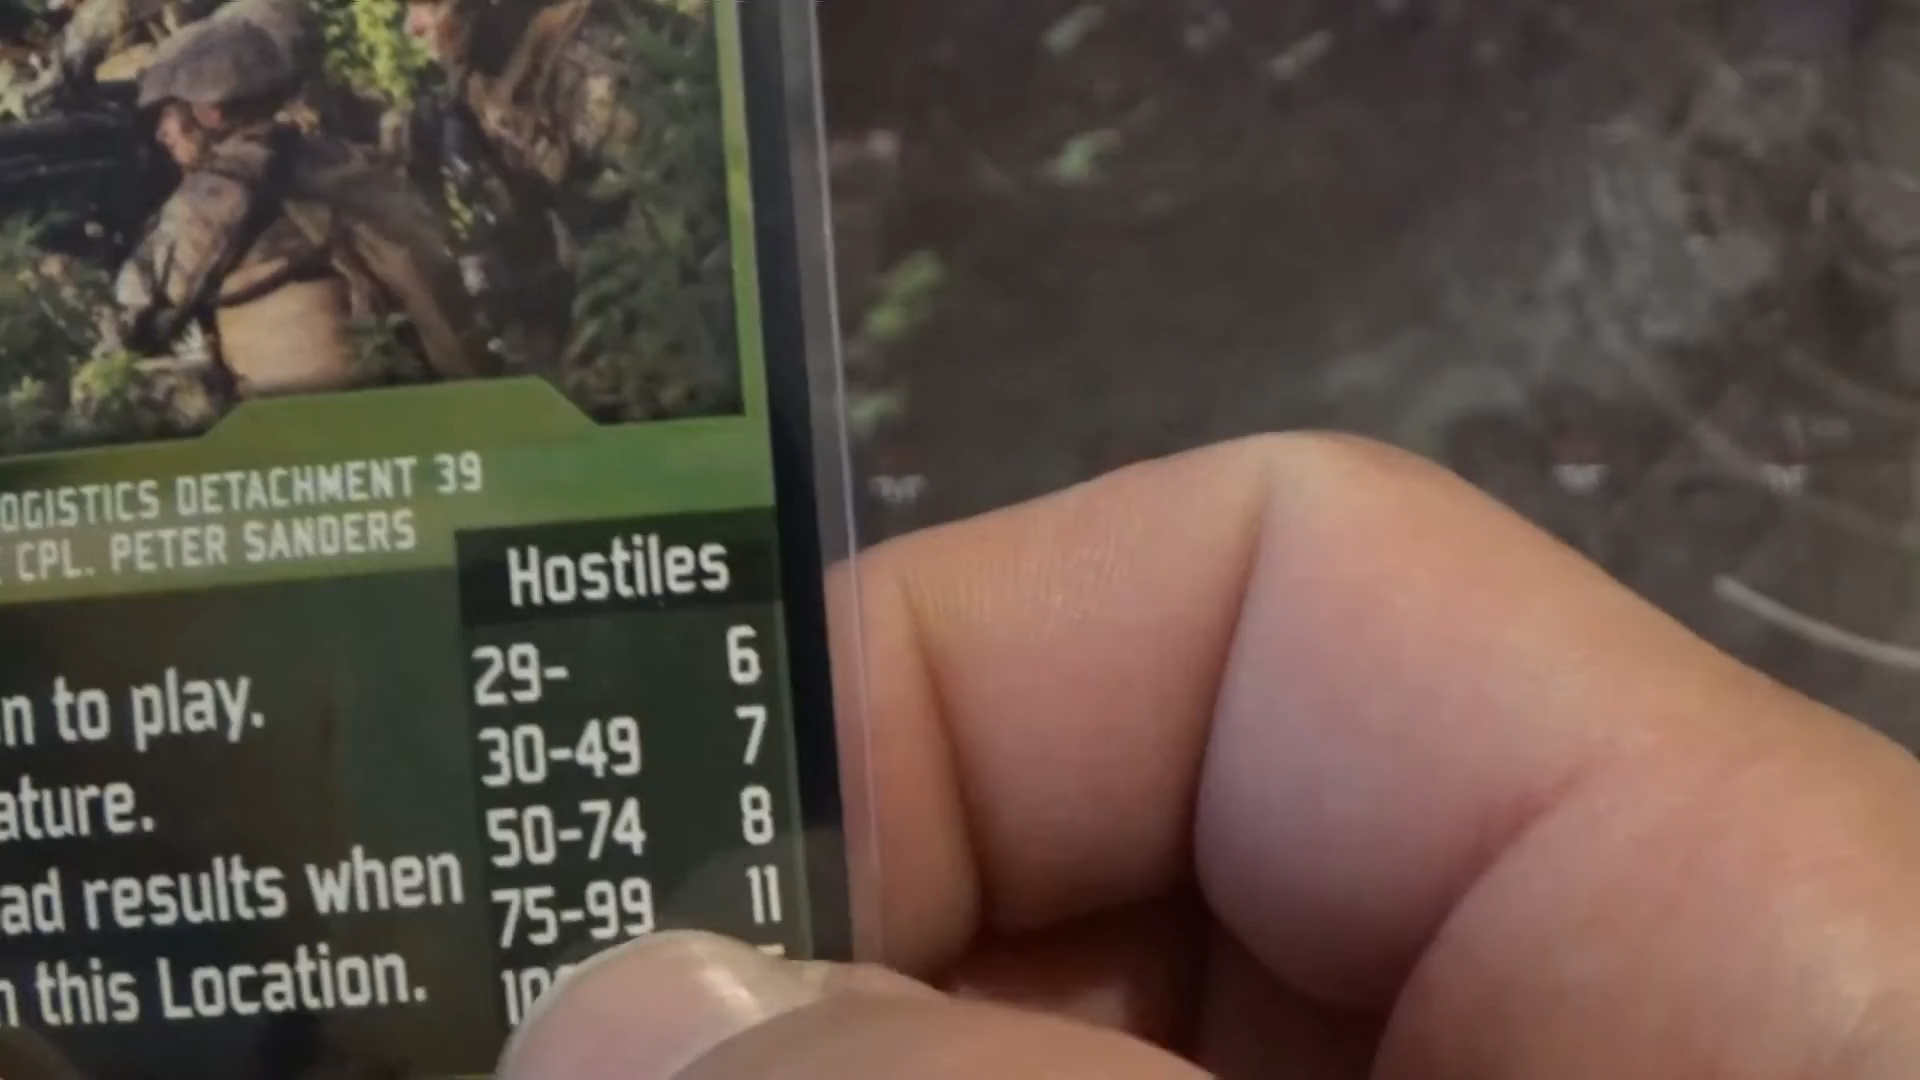 OGISTICS DETACHMENT 39
CPL. PETER SANDERS
Hostiles
29- 6
30-49 7
50-74 8
75-99 11
n to play.
ature.
ad results when
this Location.